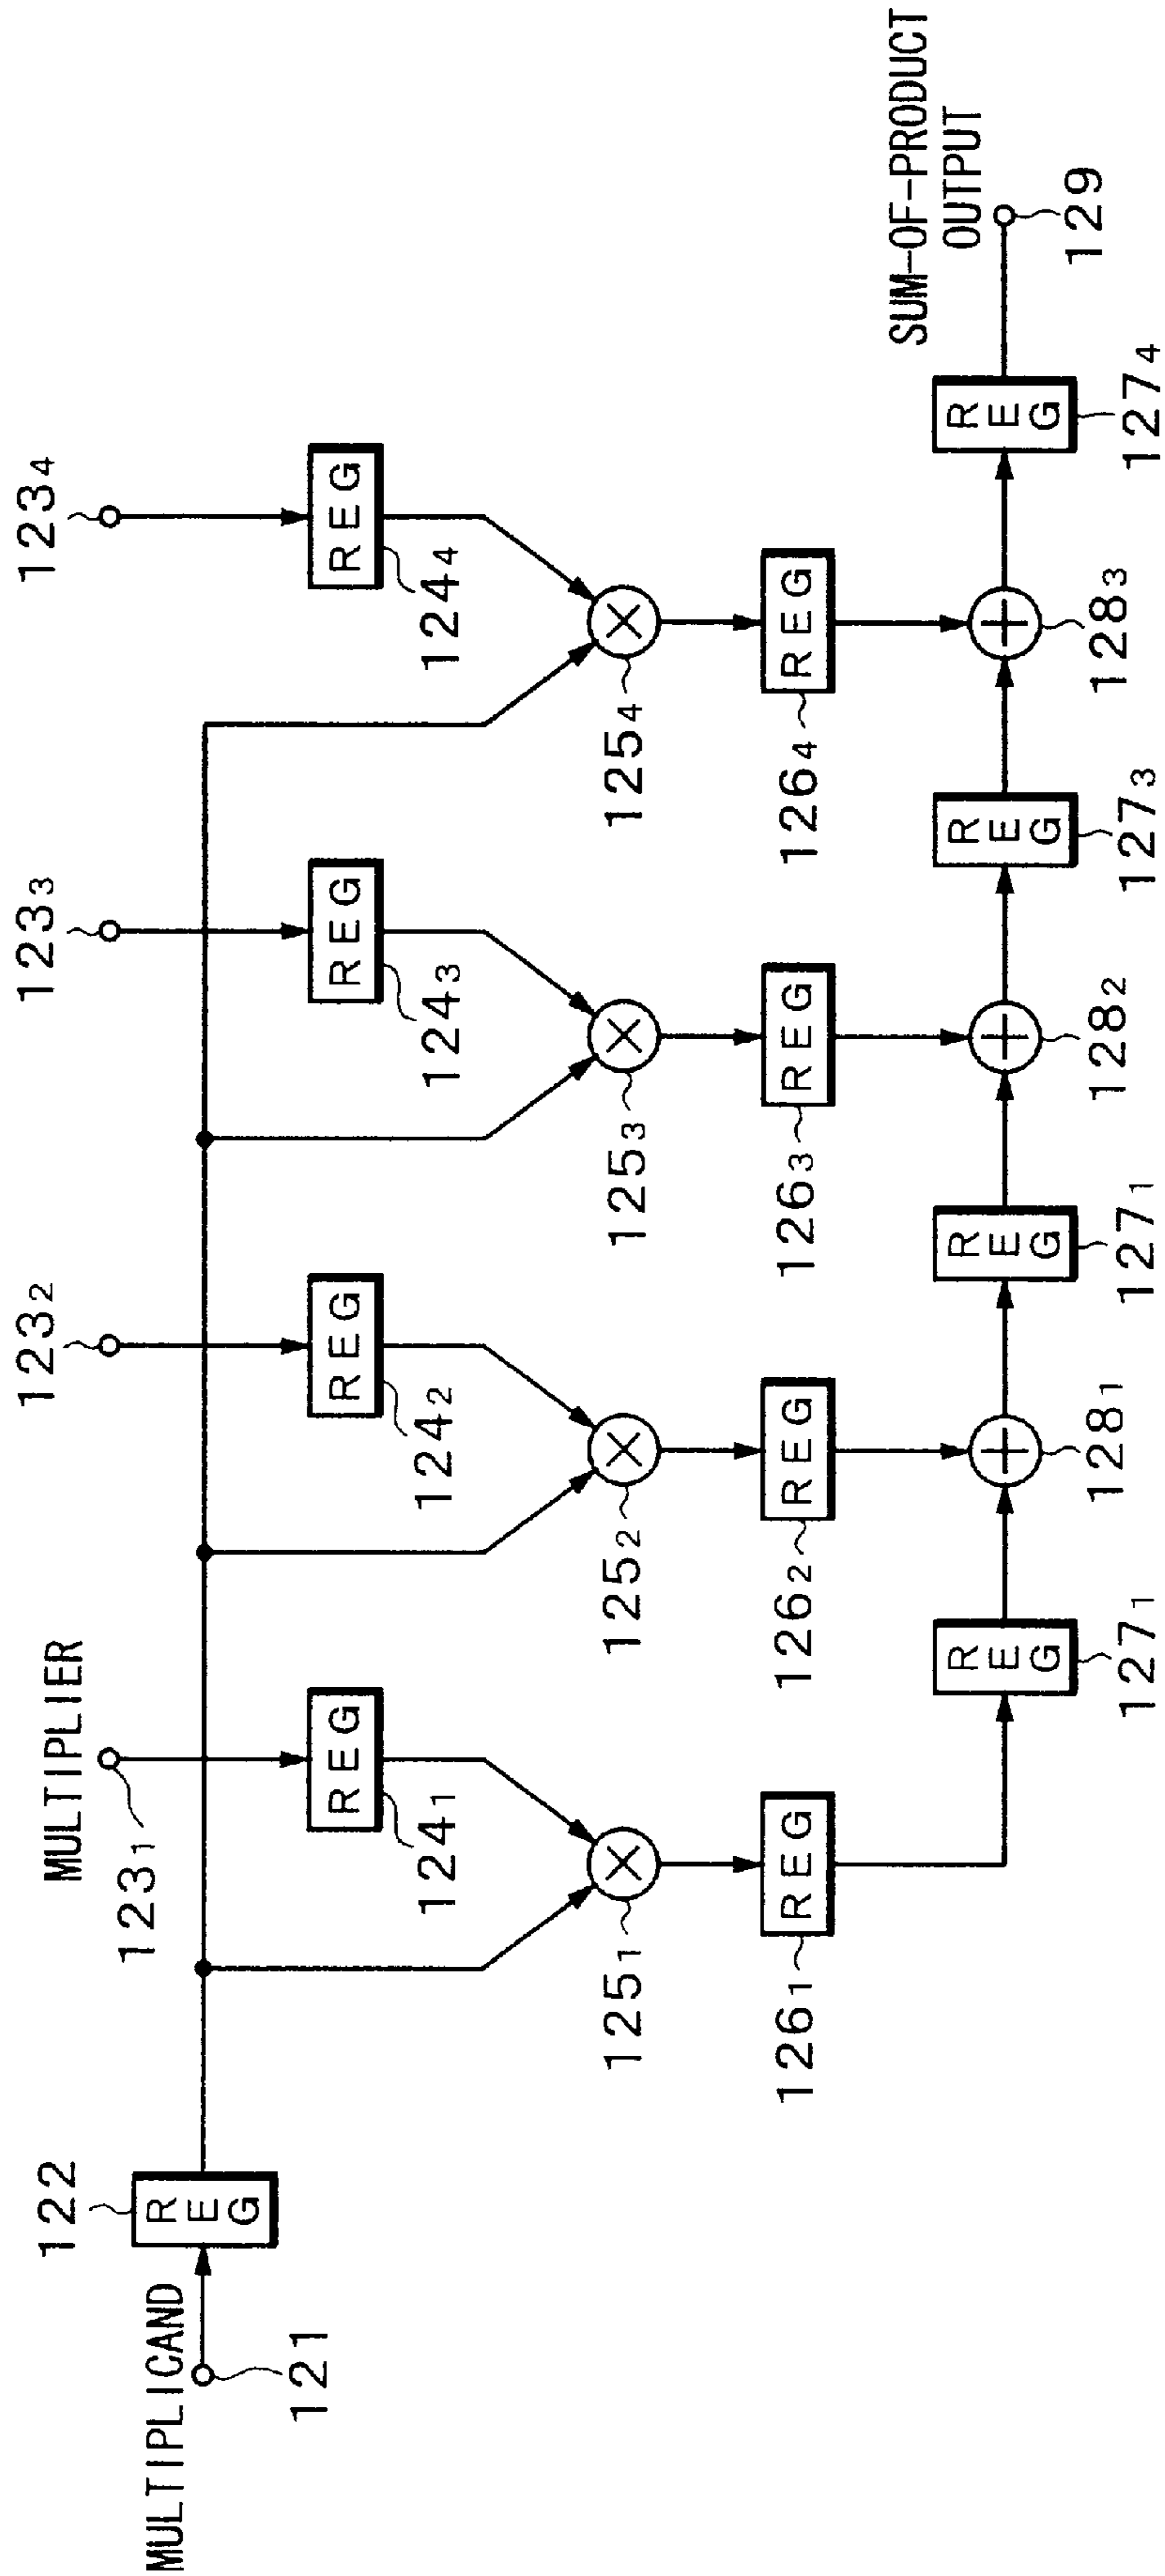 MULTIPLICAND
121
122
REG
MULTIPLIER
123₁
123₂
123₃
123₄
REG
124₁
REG
124₂
REG
124₃
REG
124₄
125₁
125₂
125₃
125₄
REG
126₁
REG
126₂
REG
126₃
REG
126₄
REG
127₁
128₁
REG
127₁
128₂
REG
127₃
128₃
REG
127₄
SUM-OF-PRODUCT
OUTPUT
129